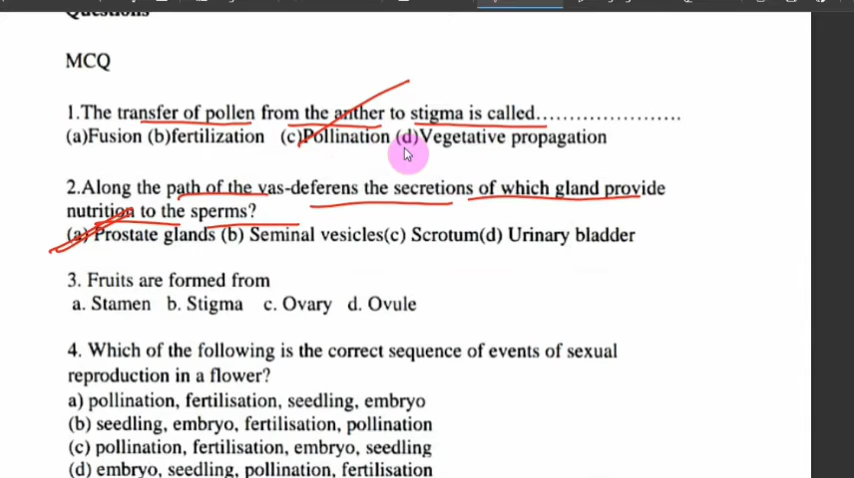 Questions
MCQ
1.The transfer of pollen from the anther to stigma is called......................
(a)Fusion (b)fertilization (c)Pollination (d)Vegetative propagation
2.Along the path of the vas-deferens the secretions of which gland provide
nutrition to the sperms?
(a) Prostate glands (b) Seminal vesicles(c) Scrotum(d) Urinary bladder
3. Fruits are formed from
a. Stamen b. Stigma c. Ovary d. Ovule
4. Which of the following is the correct sequence of events of sexual
reproduction in a flower?
a) pollination, fertilisation, seedling, embryo
(b) seedling, embryo, fertilisation, pollination
(c) pollination, fertilisation, embryo, seedling
(d) embryo, seedling, pollination, fertilisation